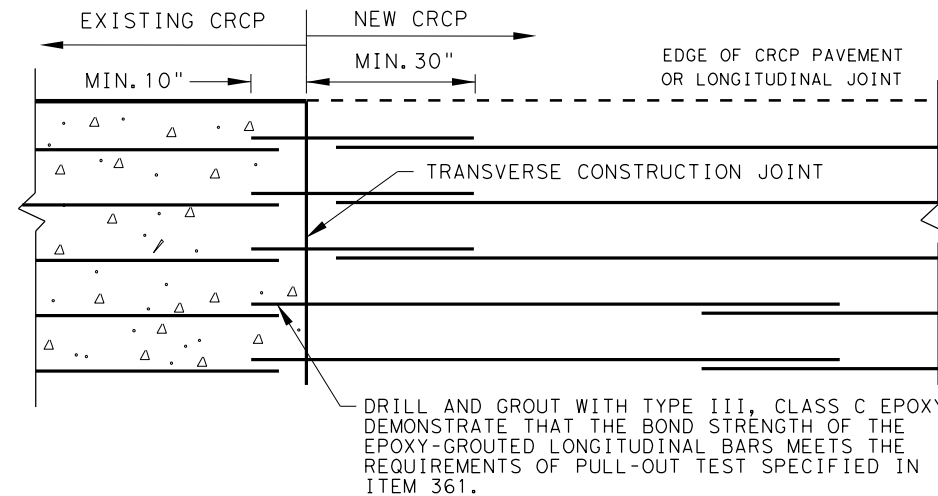 EXISTING CRCP
NEW CRCP
MIN. 10"
MIN. 30"
EDGE OF CRCP PAVEMENT
OR LONGITUDINAL JOINT
TRANSVERSE CONSTRUCTION JOINT
DRILL AND GROUT WITH TYPE III, CLASS C EPOXY
DEMONSTRATE THAT THE BOND STRENGTH OF THE
EPOXY-GROUTED LONGITUDINAL BARS MEETS THE
REQUIREMENTS OF PULL-OUT TEST SPECIFIED IN
ITEM 361.